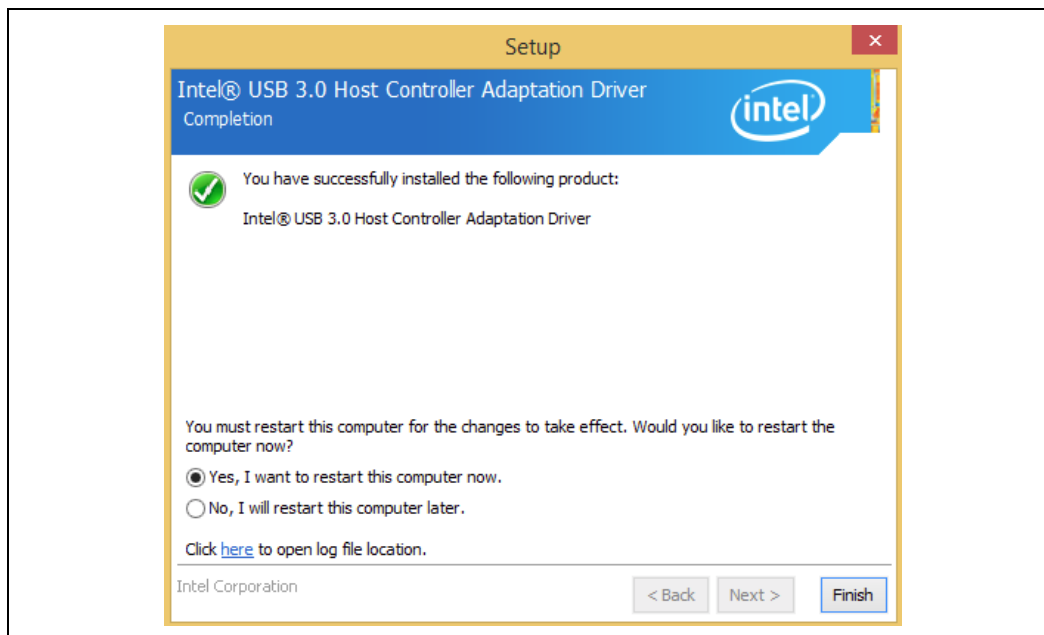 Setup
Intel® USB 3.0 Host Controller Adaptation Driver
Completion
intel
You have successfully installed the following product:
Intel® USB 3.0 Host Controller Adaptation Driver
You must restart this computer for the changes to take effect. Would you like to restart the
computer now?
Yes, I want to restart this computer now.
No, I will restart this computer later.
Click here to open log file location.
Intel Corporation
< Back Next > Finish